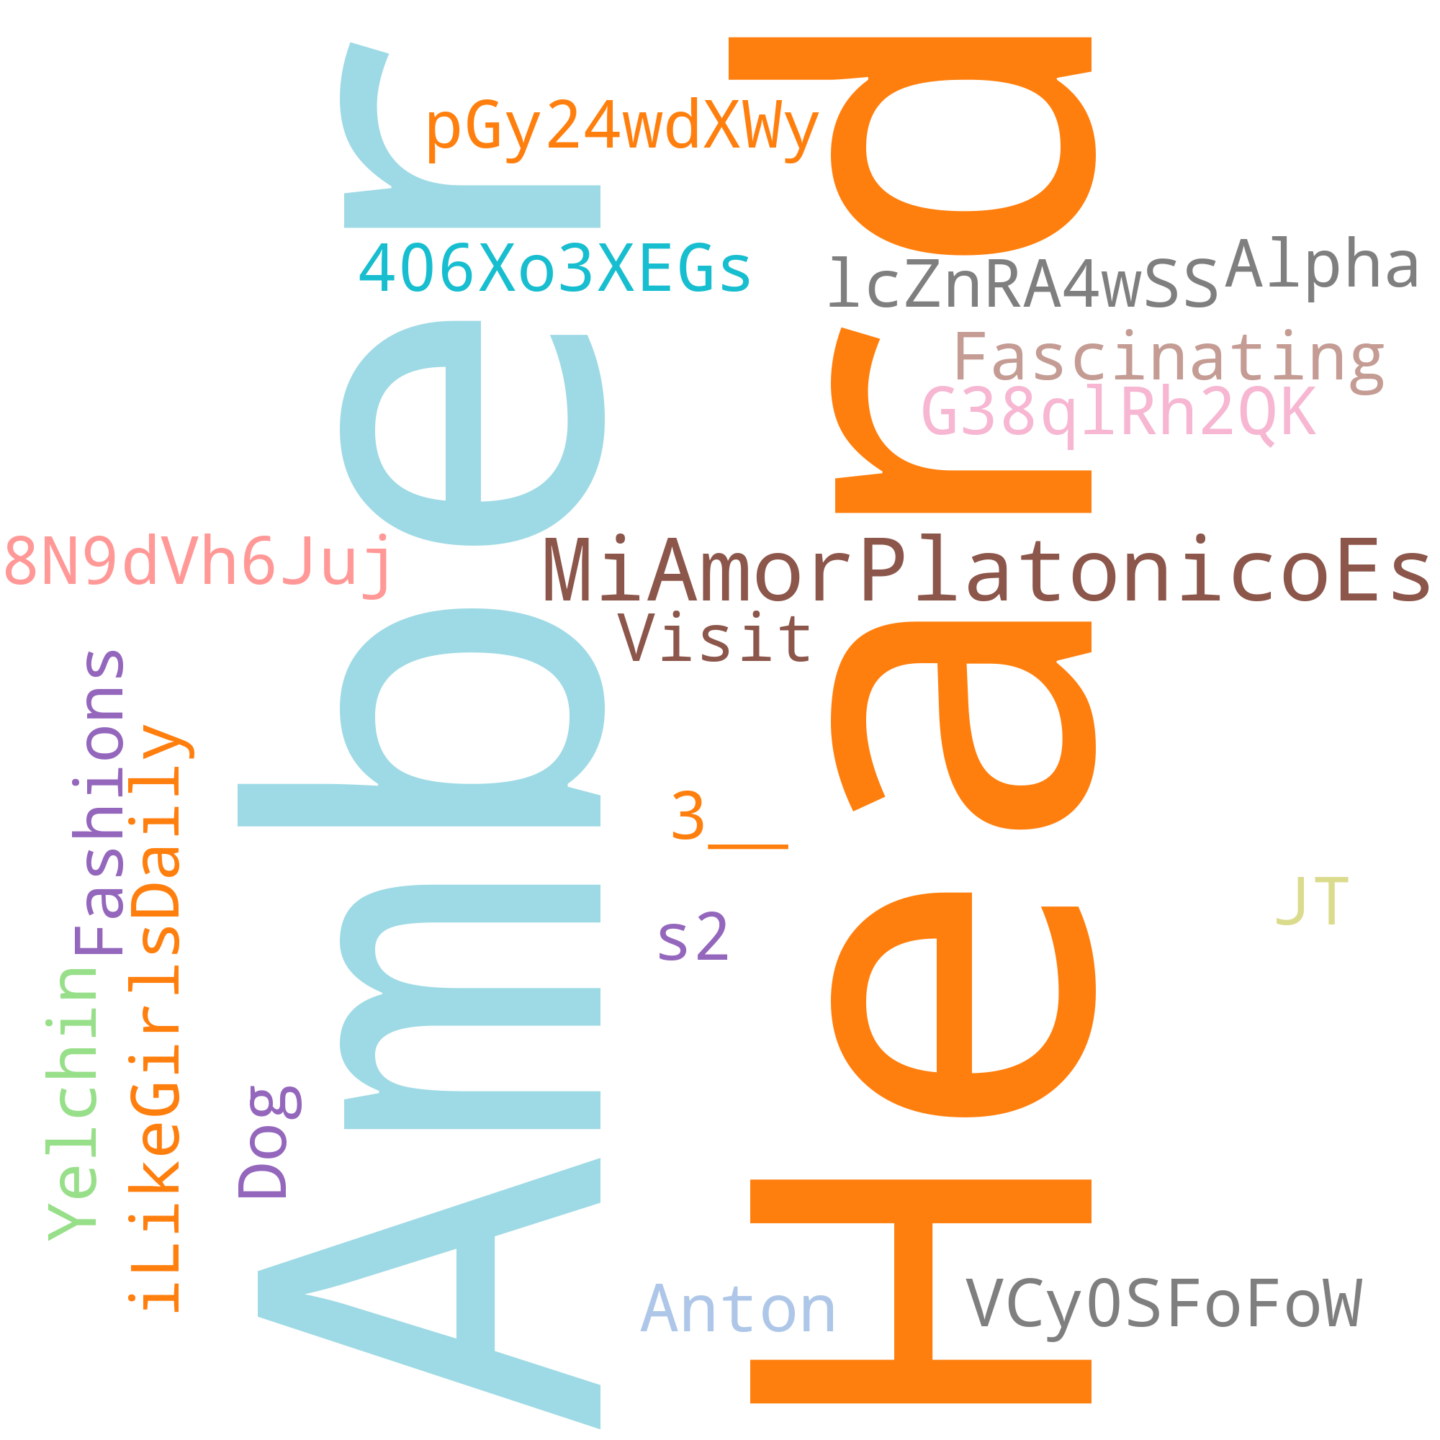 Amber
Heard
pGy24wdXWy
406Xo3XEGs
lcZnRA4wSS
Alpha
Fascinating
G38qlRh2QK
8N9dVh6Juj
MiAmorPlatonicoEs
Visit
Fashions
iLikeGirlsDaily
Yelchin
Dog
3__
s2
JT
Anton
VCy0SFoFoW